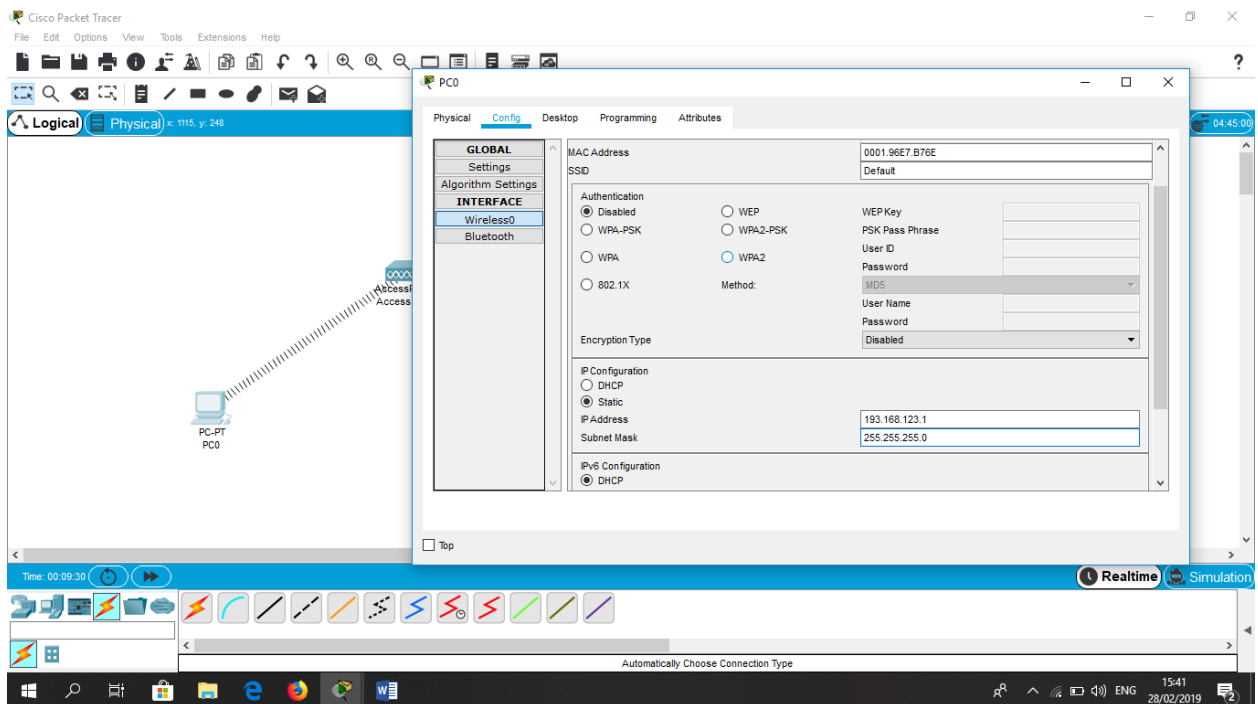 Cisco Packet Tracer
File Edit Options View Tools Extensions Help
?
Logical Physical x: 1115, y: 248
04:45:00
PC0
Physical Config Desktop Programming Attributes
GLOBAL
Settings
Algorithm Settings
INTERFACE
Wireless0
Bluetooth
MAC Address 0001.96E7.B76E
SSID Default
Authentication
Disabled WEP WEP Key
WPA-PSK WPA2-PSK PSK Pass Phrase
User ID
WPA WPA2
Password
802.1X Method: MD5
User Name
Password
Encryption Type Disabled
IP Configuration
DHCP
Static
IP Address 193.168.123.1
Subnet Mask 255.255.255.0
IPv6 Configuration
DHCP
Top
Access
PC-PT
PC0
Time: 00:09:30
Realtime Simulation
Automatically Choose Connection Type
ENG
15:41
28/02/2019
2